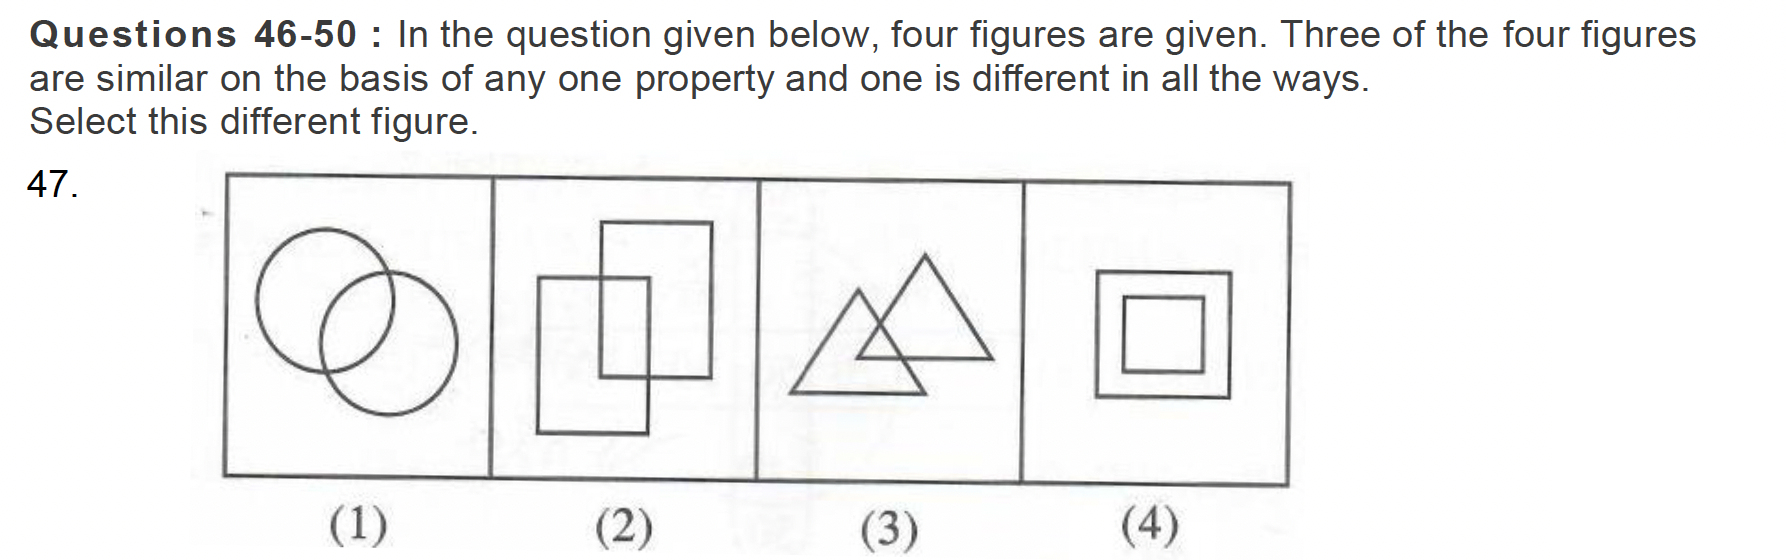 Questions 46-50 : In the question given below, four figures are given. Three of the four figures
are similar on the basis of any one property and one is different in all the ways.
Select this different figure.
47.
(1) (2) (3) (4)